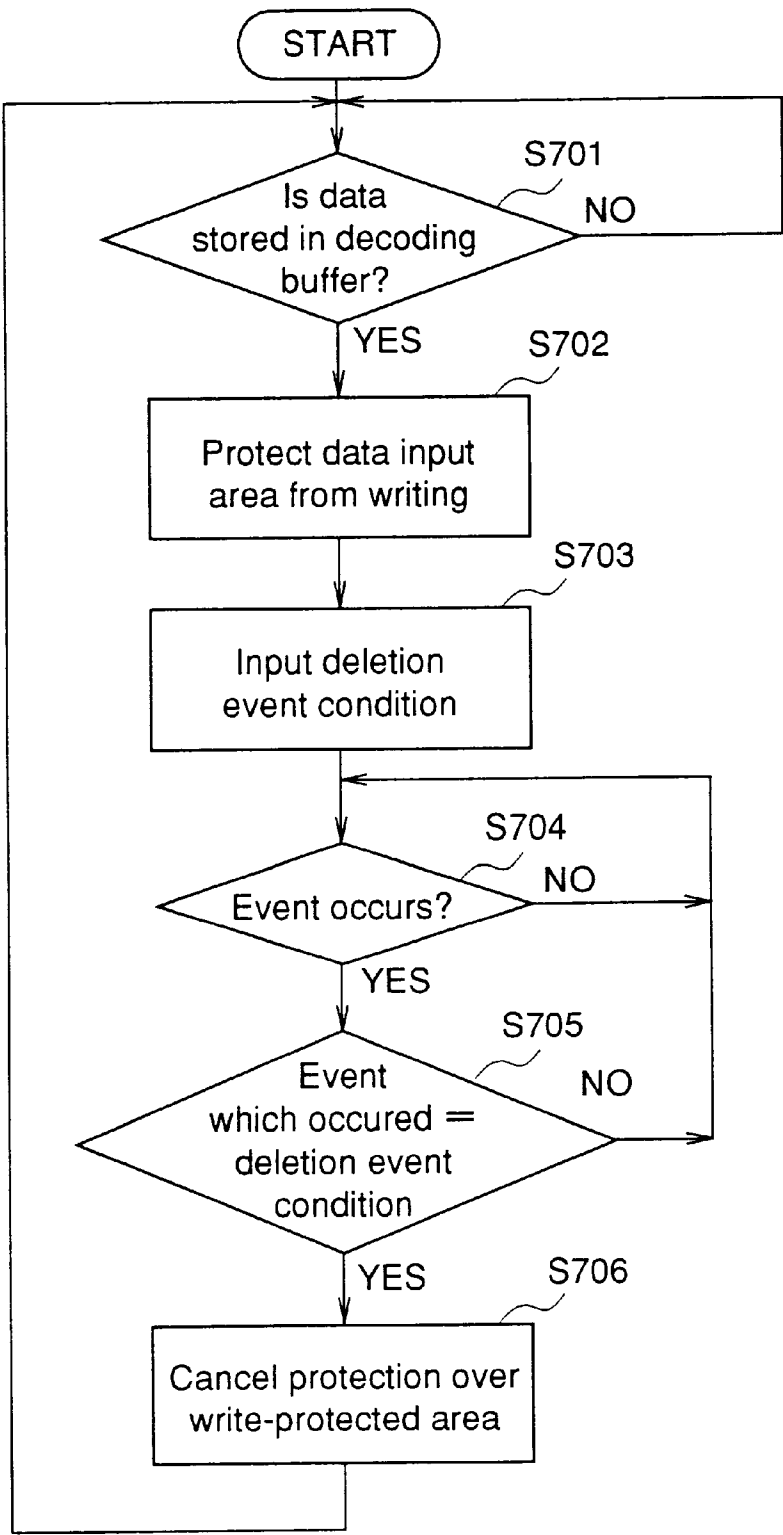 START
S701
Is data
stored in decoding
buffer?
NO
YES
S702
Protect data input
area from writing
S703
Input deletion
event condition
S704
Event occurs?
NO
YES
S705
Event
which occured =
deletion event
condition
NO
YES
S706
Cancel protection over
write-protected area